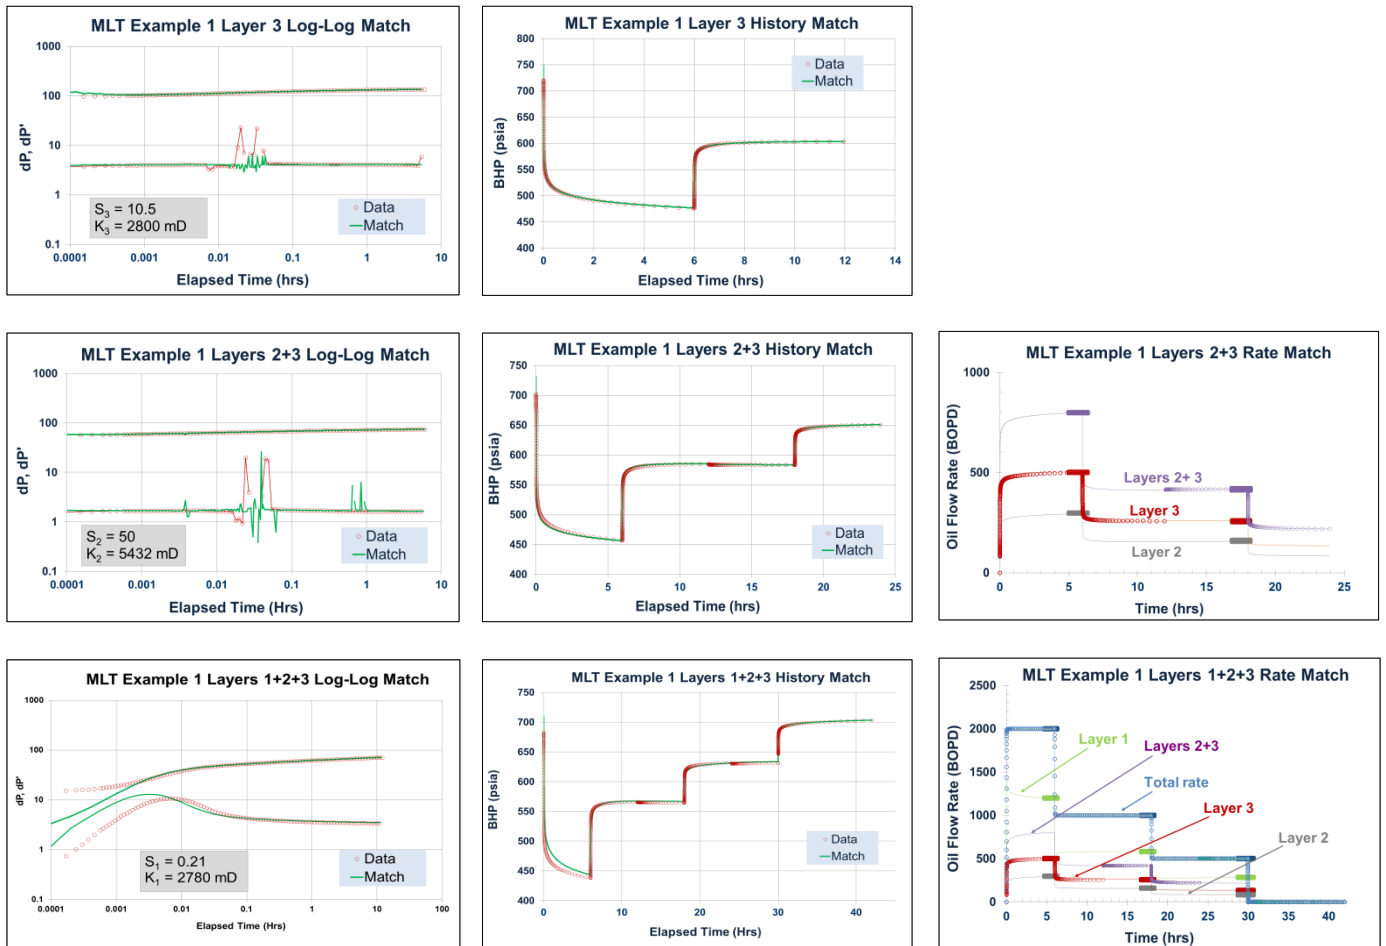 MLT Example 1 Layer 3 Log-Log Match
1000
100
10
1
0.1
dP, dP'
S3 = 10.5
K3 = 2800 mD
Data
Match
0.0001
0.001
0.01
0.1
1
10
Elapsed Time (hrs)
MLT Example 1 Layer 3 History Match
800
750
700
650
600
550
500
450
400
BHP (psia)
Data
Match
0 2 4 6 8 10 12 14
Elapsed Time (hrs)
MLT Example 1 Layers 2+3 Log-Log Match
1000
100
10
1
0.1
dP, dP'
S2 = 50
K2 = 5432 mD
Data
Match
0.0001 0.001 0.01 0.1 1 10
Elapsed Time (Hrs)
MLT Example 1 Layers 2+3 History Match
750
700
650
600
550
500
450
400
BHP (psia)
Data
Match
0 5 10 15 20 25
Elapsed Time (hrs)
MLT Example 1 Layers 2+3 Rate Match
1000
500
0
Oil Flow Rate (BOPD)
Layers 2+ 3
Layer 3
Layer 2
0 5 10 15 20 25
Time (hrs)
MLT Example 1 Layers 1+2+3 Log-Log Match
1000
100
10
1
0.1
dP, dP'
S1 = 0.21
K1 = 2780 mD
Data
Match
0.0001 0.001 0.01 0.1 1 10 100
Elapsed Time (Hrs)
MLT Example 1 Layers 1+2+3 History Match
750
700
650
600
550
500
450
400
BHP (psia)
Data
Match
0 10 20 30 40
Elapsed Time (hrs)
MLT Example 1 Layers 1+2+3 Rate Match
2500
2000
1500
1000
500
0
Oil Flow Rate (BOPD)
Layer 1
Layers 2+3
Total rate
Layer 3
Layer 2
0 5 10 15 20 25 30 35 40
Time (hrs)